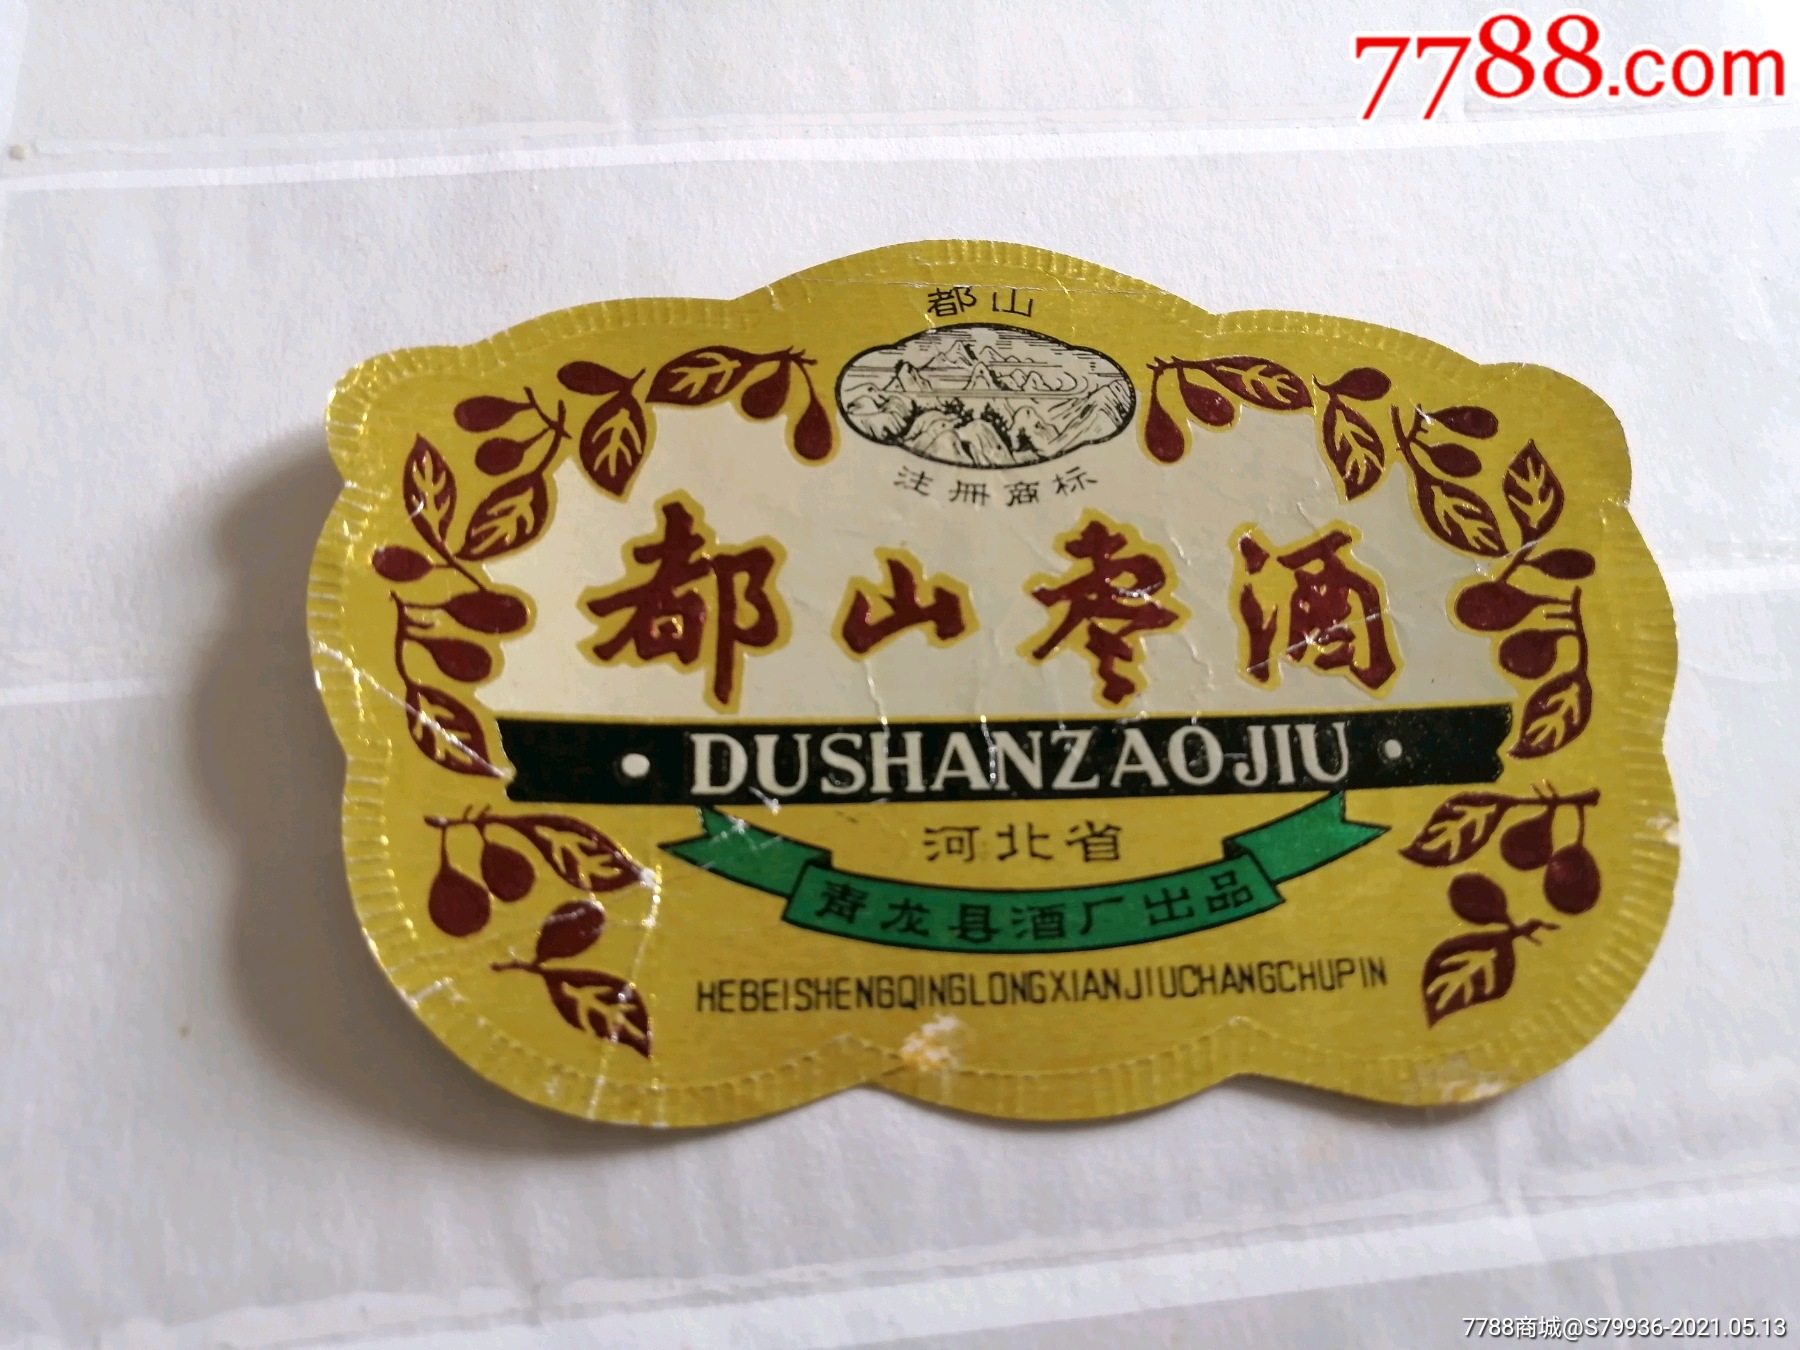 7788.com
都山
注册商标
都山枣酒
·DUSHANZAOJIU·
河北省
青龙县酒厂出品
HEBEISHENGQINGLONGXIANJIUCHANGCHUPIN
7788商城@S79936-2021.05.13